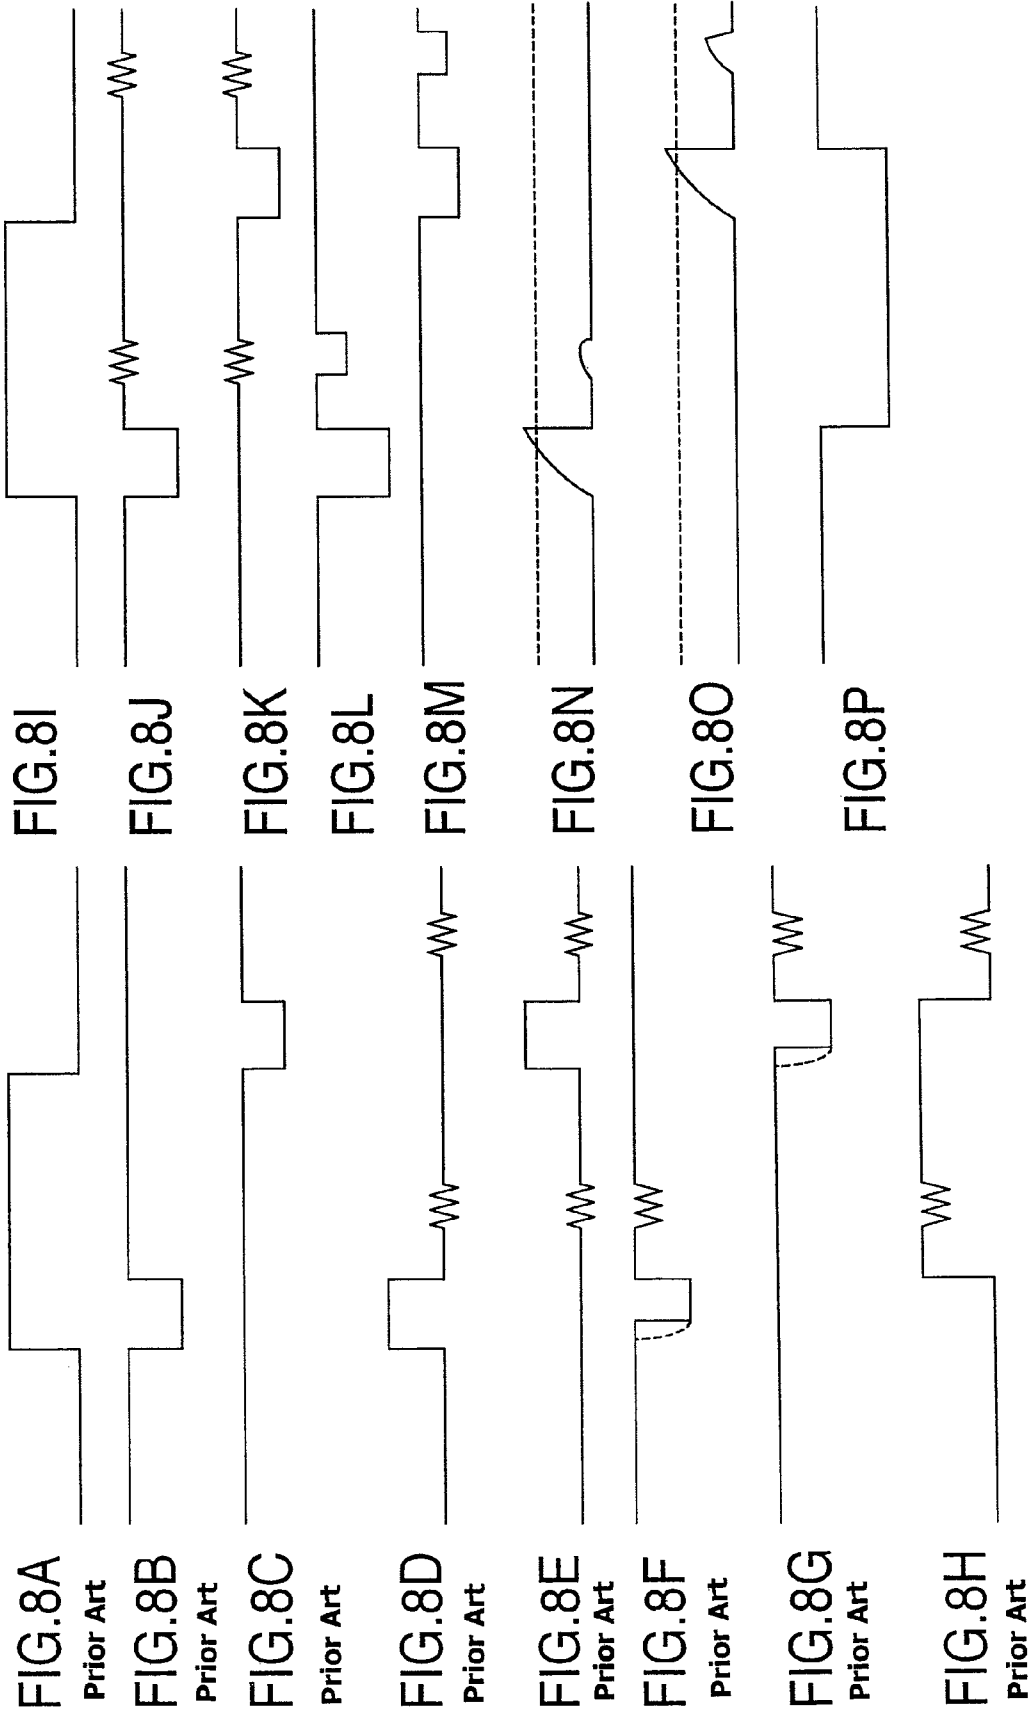 FIG.8A
Prior Art
FIG.8B
Prior Art
FIG.8C
Prior Art
FIG.8D
Prior Art
FIG.8E
Prior Art
FIG.8F
Prior Art
FIG.8G
Prior Art
FIG.8H
Prior Art
FIG.8I
FIG.8J
FIG.8K
FIG.8L
FIG.8M
FIG.8N
FIG.8O
FIG.8P